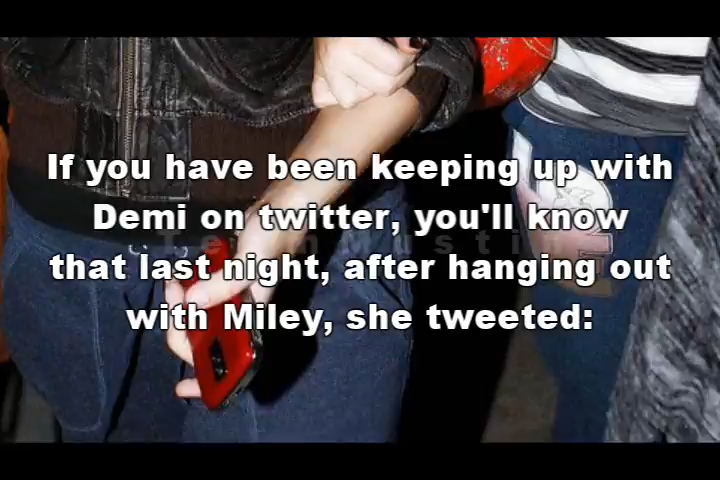 If you have been keeping up with
Demi on twitter, you'll know
that last night, after hanging out
with Miley, she tweeted: